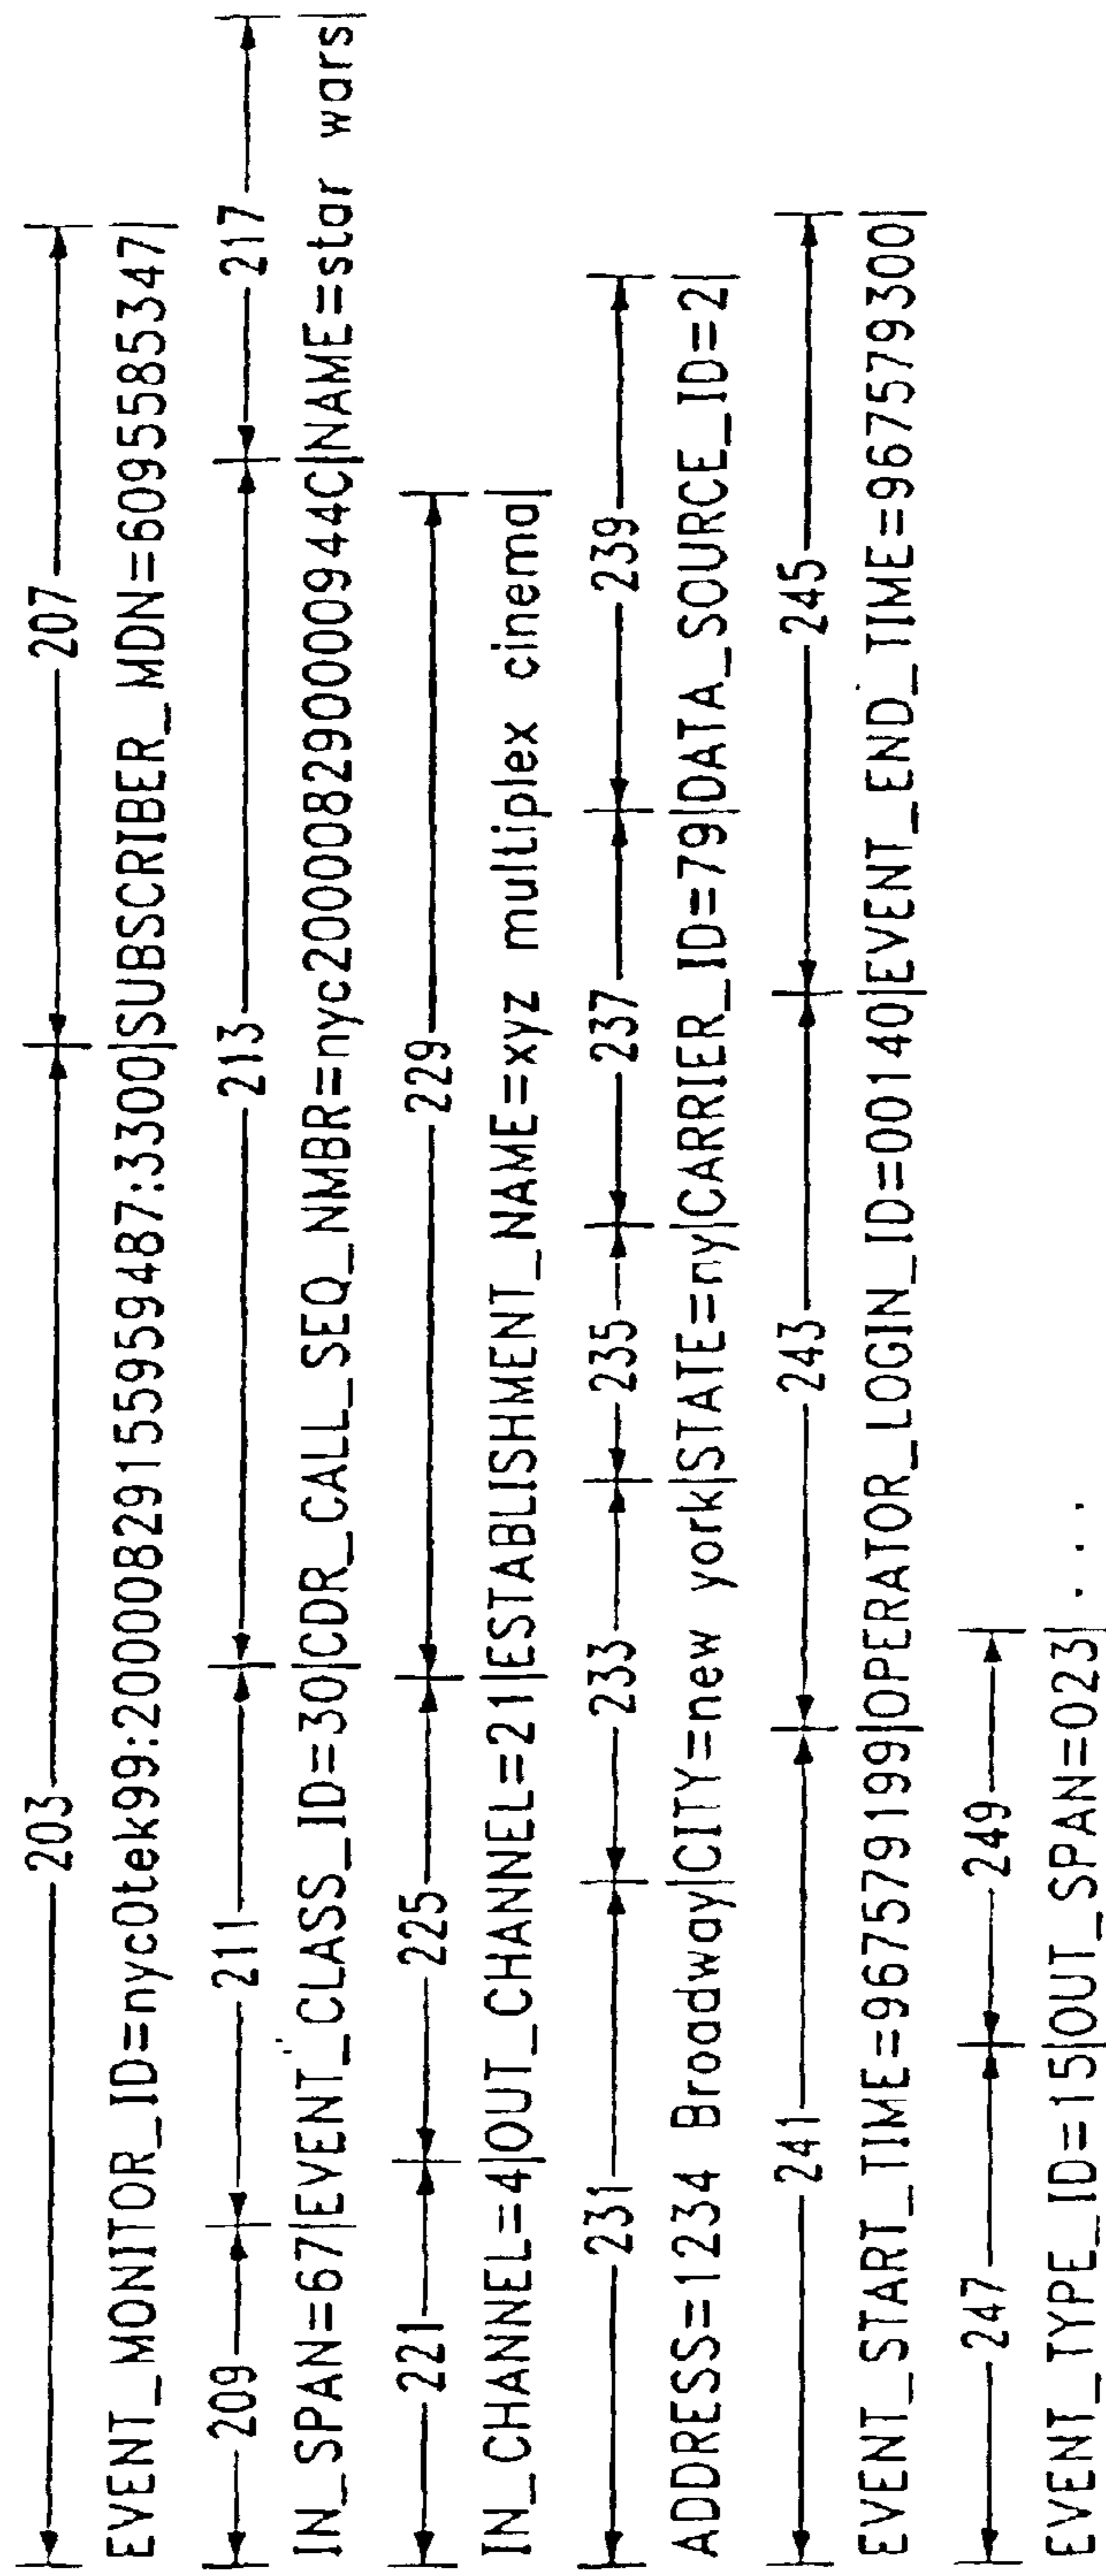 203 207
EVENT_MONITOR_ID=nyc0tek99:20000829155959487:3300|SUBSCRIBER_MDN=6095585347|
209 211 213 217
IN_SPAN=67|EVENT_CLASS_ID=30|CDR_CALL_SEQ_NMBR=nyc200008290000944C|NAME=star wars|
221 225 229
IN_CHANNEL=4|OUT_CHANNEL=21|ESTABLISHMENT_NAME=xyz multiplex cinema|
231 233 235 237 239
ADDRESS=1234 Broadway|CITY=new york|STATE=ny|CARRIER_ID=79|DATA_SOURCE_ID=2|
241 243 245
EVENT_START_TIME=967579199|OPERATOR_LOGIN_ID=00140|EVENT_END_TIME=967579300|
247 249
EVENT_TYPE_ID=15|OUT_SPAN=023| . . .